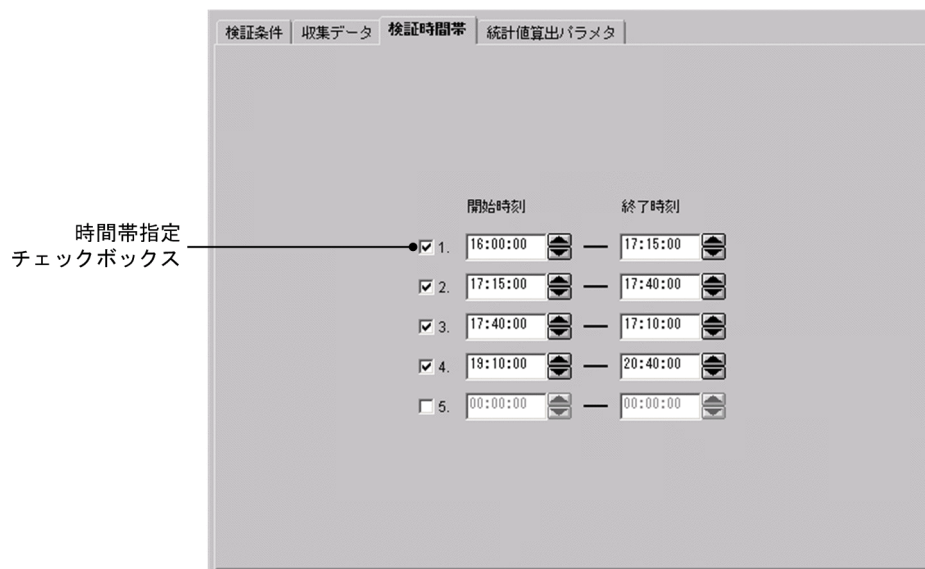 検証条件 収集データ 検証時間帯 統計値算出パラメタ
開始時刻 終了時刻
時間帯指定
チェックボックス
1. 16:00:00 — 17:15:00
2. 17:15:00 — 17:40:00
3. 17:40:00 — 17:10:00
4. 19:10:00 — 20:40:00
5. 00:00:00 — 00:00:00